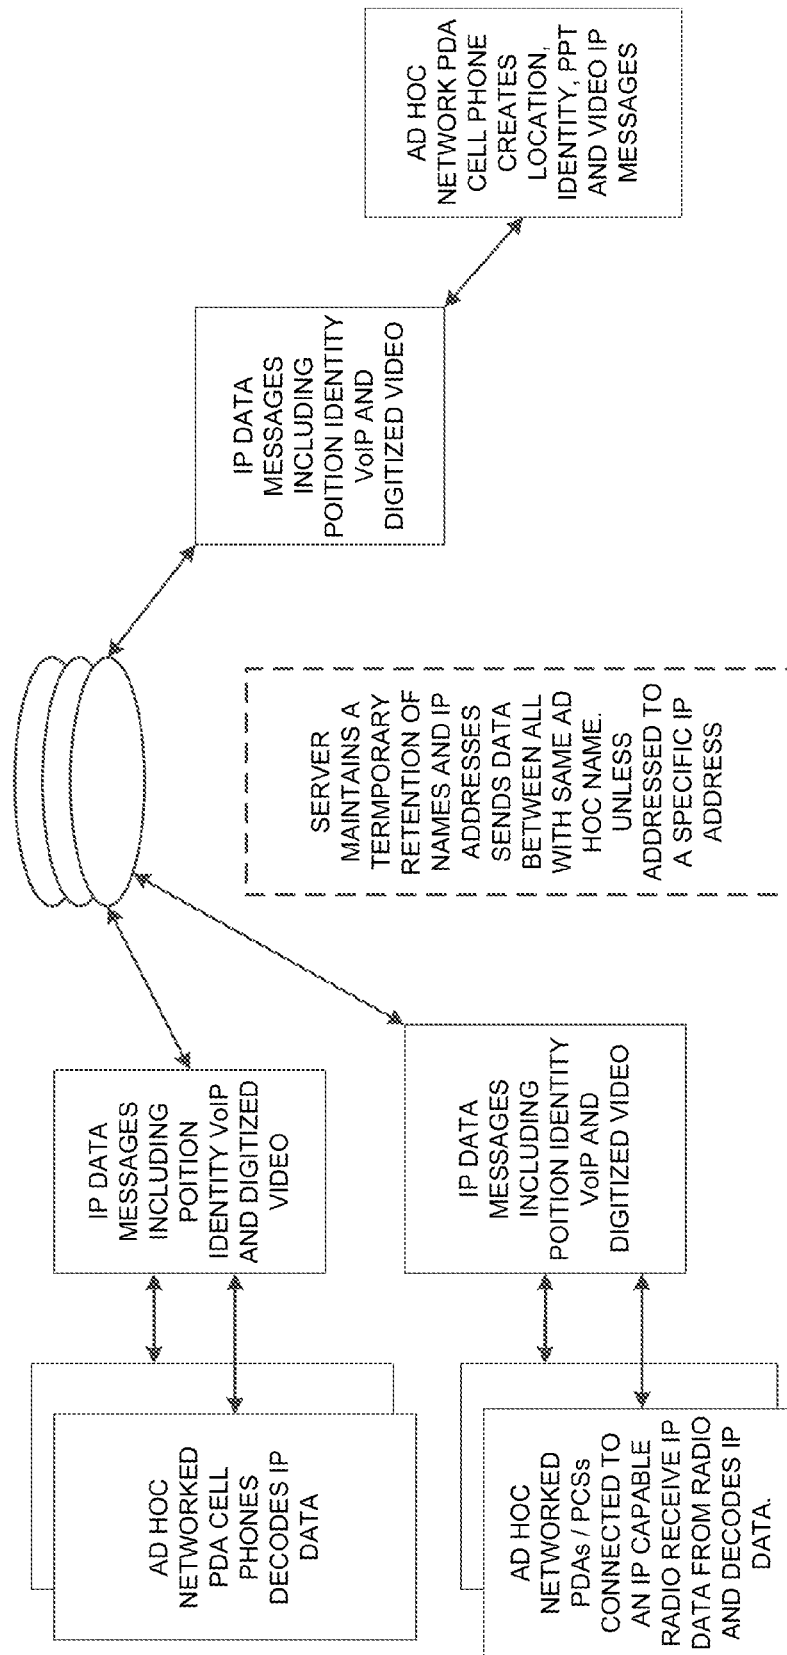 AD HOC
NETWORKED
PDA CELL
PHONES
DECODES IP
DATA
IP DATA
MESSAGES
INCLUDING
POITION
IDENTITY VoIP
AND DIGITIZED
VIDEO
AD HOC
NETWORKED
PDAs / PCSs
CONNECTED TO
AN IP CAPABLE
RADIO RECEIVE IP
DATA FROM RADIO
AND DECODES IP
DATA.
IP DATA
MESSAGES
INCLUDING
POITION IDENTITY
VoIP AND
DIGITIZED VIDEO
SERVER
MAINTAINS A
TERMPORARY
RETENTION OF
NAMES AND IP
ADDRESSES
SENDS DATA
BETWEEN ALL
WITH SAME AD
HOC NAME.
UNLESS
ADDRESSED TO
A SPECIFIC IP
ADDRESS
IP DATA
MESSAGES
INCLUDING
POITION IDENTITY
VoIP AND
DIGITIZED VIDEO
AD HOC
NETWORK PDA
CELL PHONE
CREATES
LOCATION,
IDENTITY, PPT
AND VIDEO IP
MESSAGES